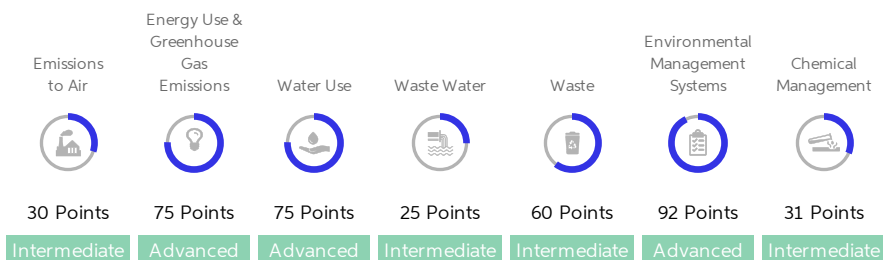 Emissions
to Air
30 Points
Intermediate
Energy Use &
Greenhouse
Gas
Emissions
75 Points
Advanced
Water Use
75 Points
Advanced
Waste Water
25 Points
Intermediate
Waste
60 Points
Intermediate
Environmental
Management
Systems
92 Points
Advanced
Chemical
Management
31 Points
Intermediate